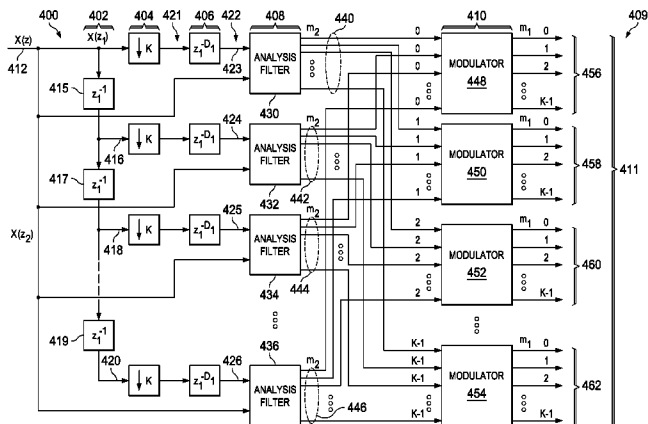 400 402 404 421 406 422 408 m2 440 410 409
X(z) X(z1) ↓ K z1^-D1 423 ANALYSIS FILTER 0 MODULATOR 448 m1 0
412 0 1
415 z1^-1 0 2 456
430 0 K-1
416 ↓ K z1^-D1 424 ANALYSIS FILTER m2 1 MODULATOR 450 m1 0
417 z1^-1 1 1
442 1 2 458 411
432 1 K-1
X(z2) 418 ↓ K z1^-D1 425 ANALYSIS FILTER m2 2 MODULATOR 452 m1 0
2 1
444 2 2 460
434 2 K-1
419 z1^-1 436 m2 K-1 m1 0
420 ↓ K z1^-D1 426 ANALYSIS FILTER K-1 MODULATOR 454 1
K-1 2 462
446 K-1 K-1